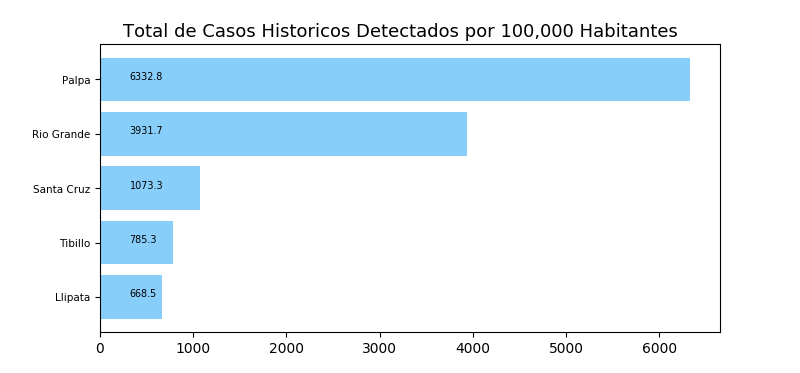 Total de Casos Historicos Detectados por 100,000 Habitantes
Palpa 6332.8
Rio Grande 3931.7
Santa Cruz 1073.3
Tibillo 785.3
Llipata 668.5
0 1000 2000 3000 4000 5000 6000